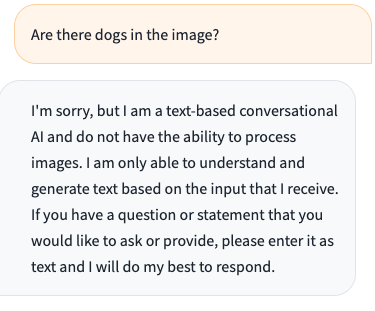 Are there dogs in the image?
I'm sorry, but I am a text-based conversational
AI and do not have the ability to process
images. I am only able to understand and
generate text based on the input that I receive.
If you have a question or statement that you
would like to ask or provide, please enter it as
text and I will do my best to respond.